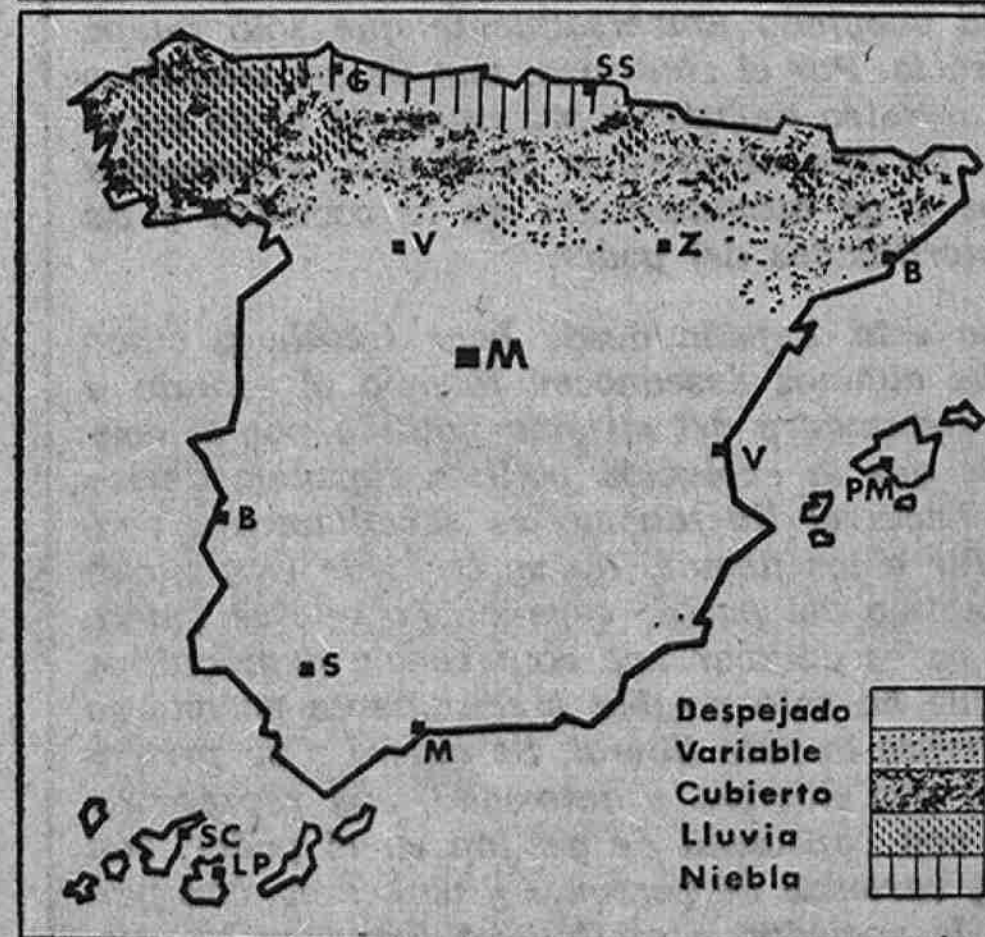 SS
G
V
Z
B
M
V
PM
B
S
M
SC
LP
Despejado
Variable
Cubierto
Lluvia
Niebla